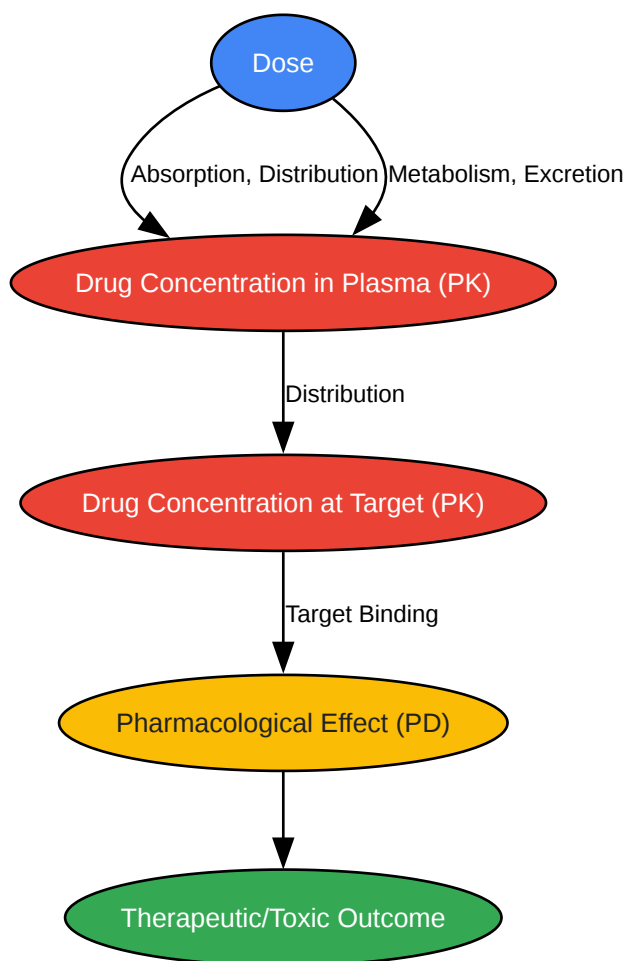 Dose
Absorption, Distribution
Metabolism, Excretion
Drug Concentration in Plasma (PK)
Distribution
Drug Concentration at Target (PK)
Target Binding
Pharmacological Effect (PD)
Therapeutic/Toxic Outcome